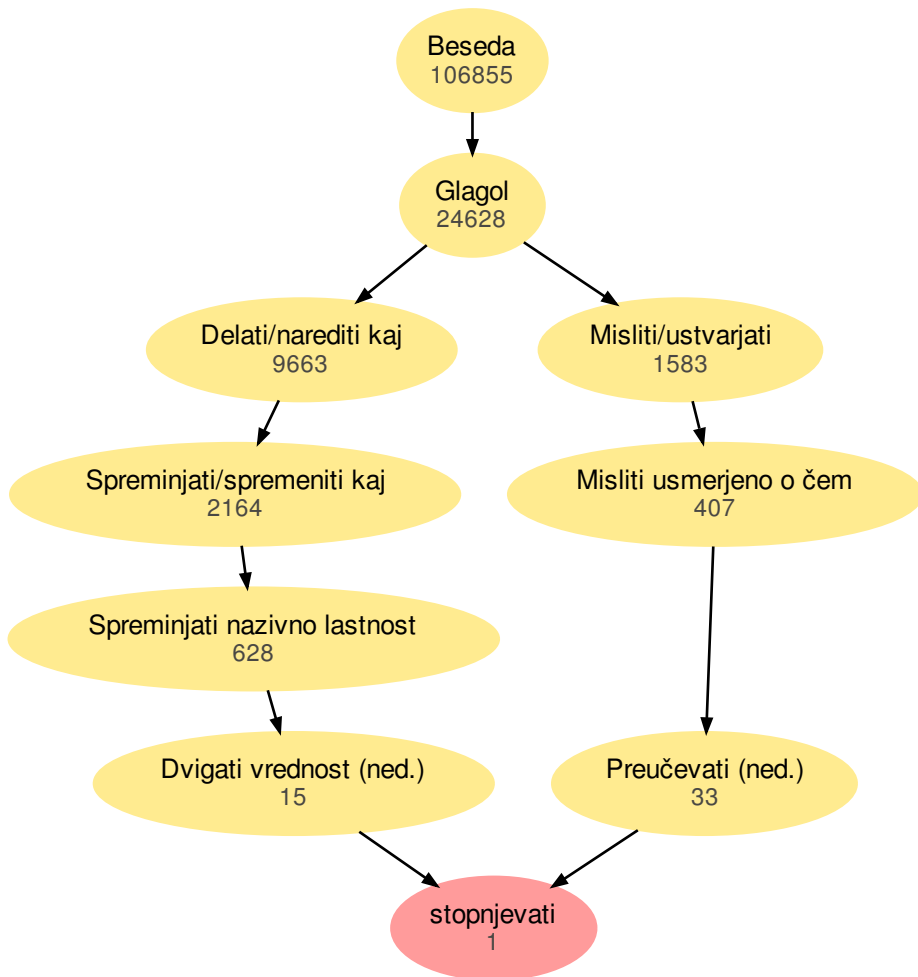 Beseda
106855
Glagol
24628
Delati/narediti kaj
9663
Misliti/ustvarjati
1583
Spreminjati/spremeniti kaj
2164
Misliti usmerjeno o čem
407
Spreminjati nazivno lastnost
628
Dvigati vrednost (ned.)
15
Preučevati (ned.)
33
stopnjevati
1